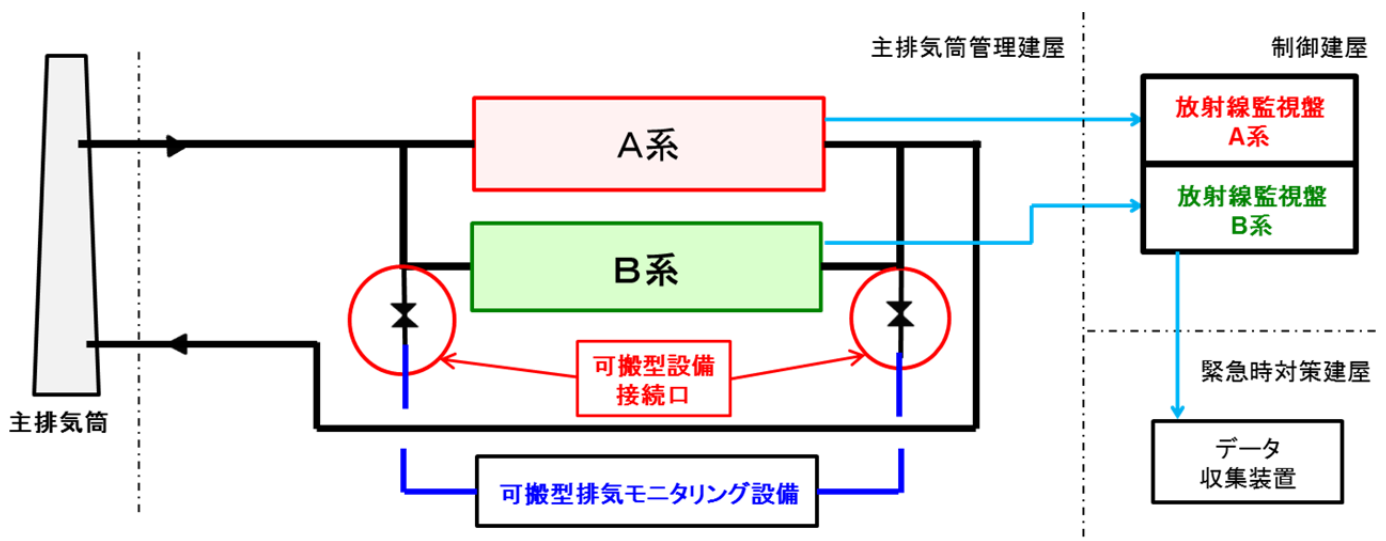 主排気筒管理建屋
制御建屋
A系
放射線監視盤
A系
放射線監視盤
B系
B系
可搬型設備
接続口
緊急時対策建屋
主排気筒
データ
収集装置
可搬型排気モニタリング設備